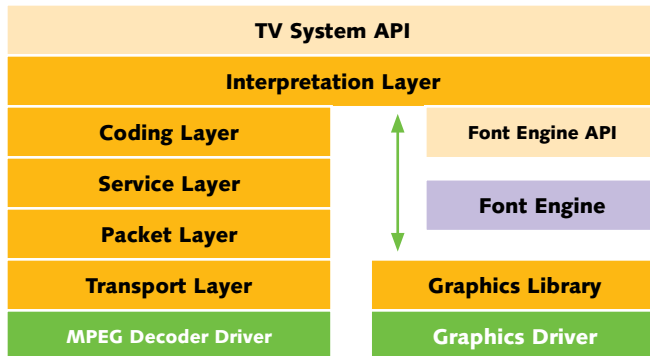 TV System API
Interpretation Layer
Coding Layer
Font Engine API
Service Layer
Font Engine
Packet Layer
Transport Layer
Graphics Library
MPEG Decoder Driver
Graphics Driver